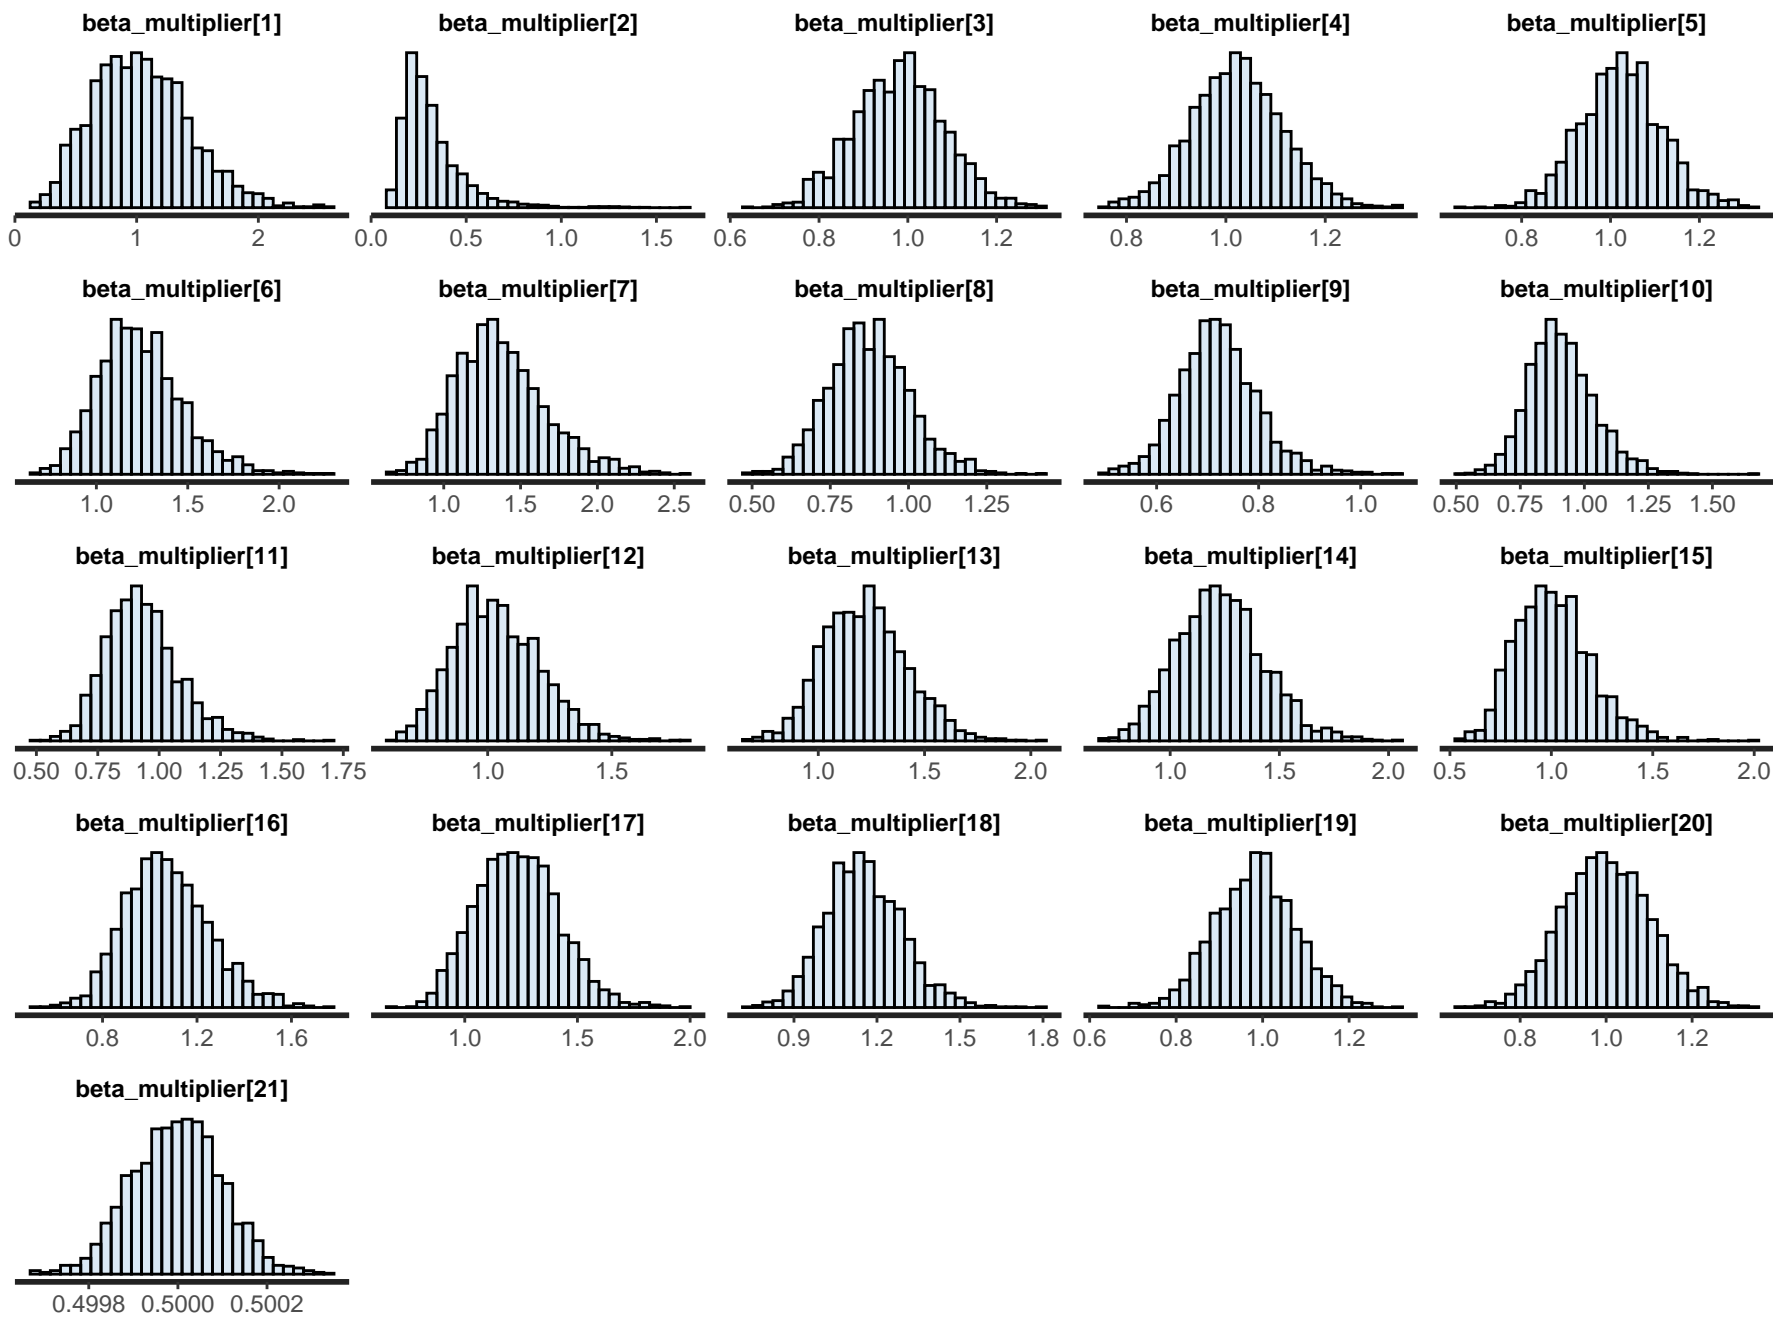 beta_multiplier[1] beta_multiplier[2] beta_multiplier[3] beta_multiplier[4] beta_multiplier[5]
0 1 2 0.0 0.5 1.0 1.5 0.6 0.8 1.0 1.2 0.8 1.0 1.2 0.8 1.0 1.2
beta_multiplier[6] beta_multiplier[7] beta_multiplier[8] beta_multiplier[9] beta_multiplier[10]
1.0 1.5 2.0 1.0 1.5 2.0 2.5 0.50 0.75 1.00 1.25 0.6 0.8 1.0 0.50 0.75 1.00 1.25 1.50
beta_multiplier[11] beta_multiplier[12] beta_multiplier[13] beta_multiplier[14] beta_multiplier[15]
0.50 0.75 1.00 1.25 1.50 1.75 1.0 1.5 1.0 1.5 2.0 1.0 1.5 2.0 0.5 1.0 1.5 2.0
beta_multiplier[16] beta_multiplier[17] beta_multiplier[18] beta_multiplier[19] beta_multiplier[20]
0.8 1.2 1.6 1.0 1.5 2.0 0.9 1.2 1.5 1.8 0.6 0.8 1.0 1.2 0.8 1.0 1.2
beta_multiplier[21]
0.4998 0.5000 0.5002